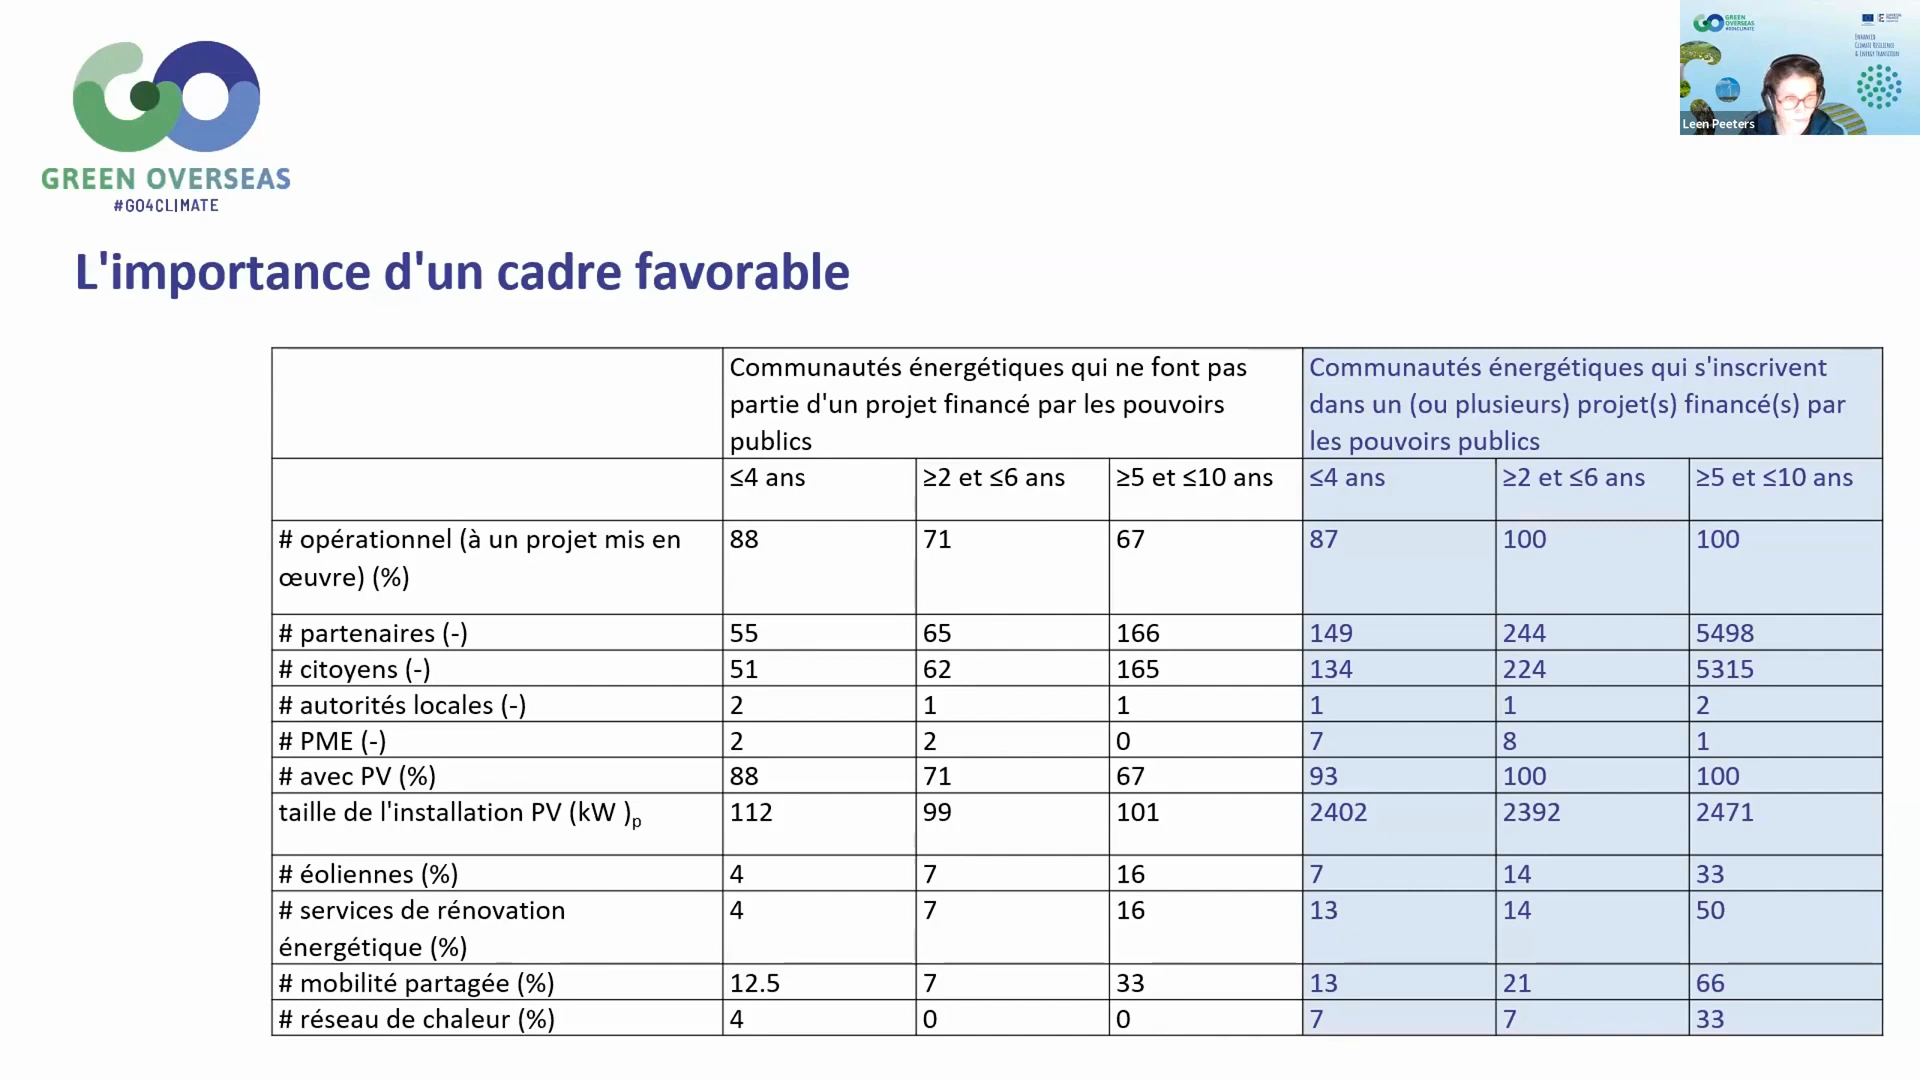 GREEN OVERSEAS
#GO4CLIMATE
GREEN
OVERSEAS
#GO4CLIMATE
ENHANCED
CLIMATE RESILIENCE
& ENERGY TRANSITION
Leen Peeters
L'importance d'un cadre favorable
Communautés énergétiques qui ne font pas
partie d'un projet financé par les pouvoirs
publics
Communautés énergétiques qui s'inscrivent
dans un (ou plusieurs) projet(s) financé(s) par
les pouvoirs publics
≤4 ans ≥2 et ≤6 ans ≥5 et ≤10 ans ≤4 ans ≥2 et ≤6 ans ≥5 et ≤10 ans
# opérationnel (à un projet mis en
œuvre) (%)
88 71 67 87 100 100
# partenaires (-) 55 65 166 149 244 5498
# citoyens (-) 51 62 165 134 224 5315
# autorités locales (-) 2 1 1 1 1 2
# PME (-) 2 2 0 7 8 1
# avec PV (%) 88 71 67 93 100 100
taille de l'installation PV (kW )p 112 99 101 2402 2392 2471
# éoliennes (%) 4 7 16 7 14 33
# services de rénovation
énergétique (%)
4 7 16 13 14 50
# mobilité partagée (%) 12.5 7 33 13 21 66
# réseau de chaleur (%) 4 0 0 7 7 33